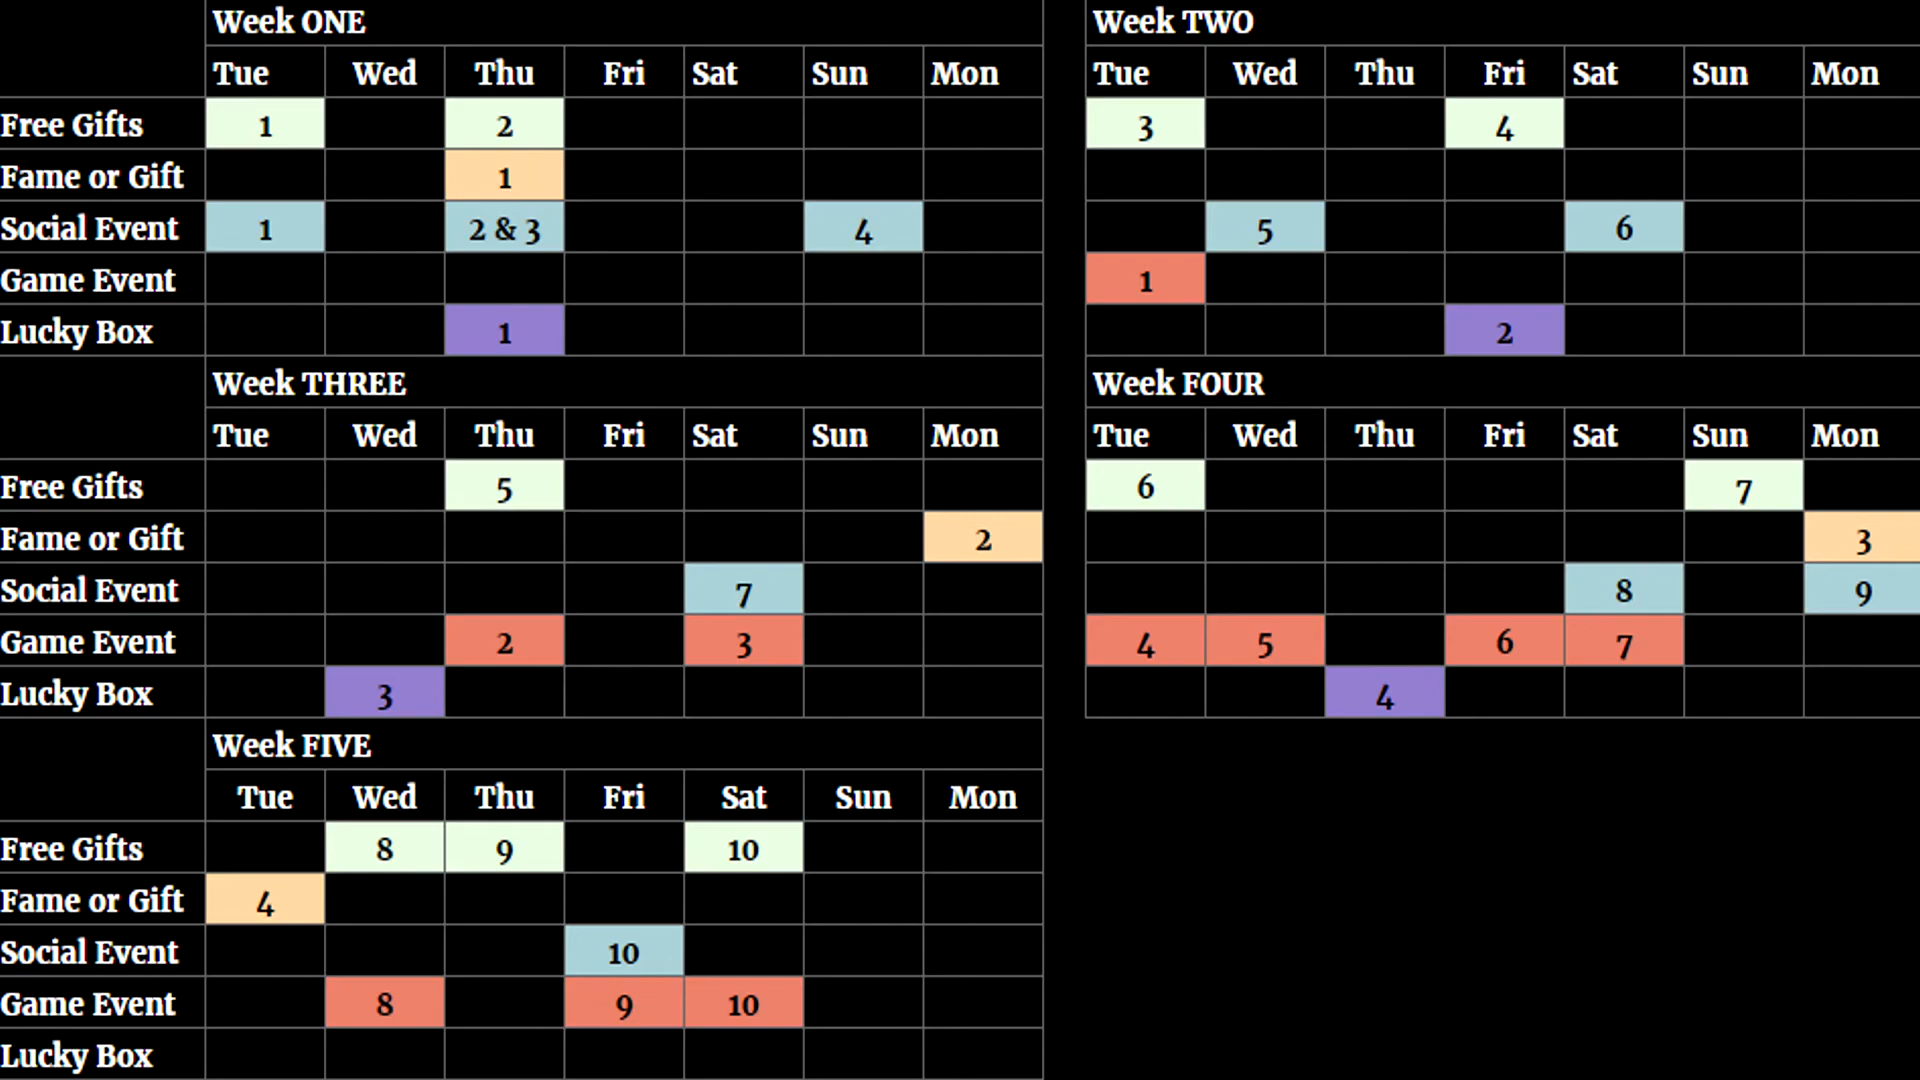 Week ONE Week TWO
Tue Wed Thu Fri Sat Sun Mon Tue Wed Thu Fri Sat Sun Mon
Free Gifts 1 2 3 4
Fame or Gift 1
Social Event 1 2 & 3 4 5 6
Game Event 1
Lucky Box 1 2
Week THREE Week FOUR
Tue Wed Thu Fri Sat Sun Mon Tue Wed Thu Fri Sat Sun Mon
Free Gifts 5 6 7
Fame or Gift 2 3
Social Event 7 8 9
Game Event 2 3 4 5 6 7
Lucky Box 3 4
Week FIVE
Tue Wed Thu Fri Sat Sun Mon
Free Gifts 8 9 10
Fame or Gift 4
Social Event 10
Game Event 8 9 10
Lucky Box